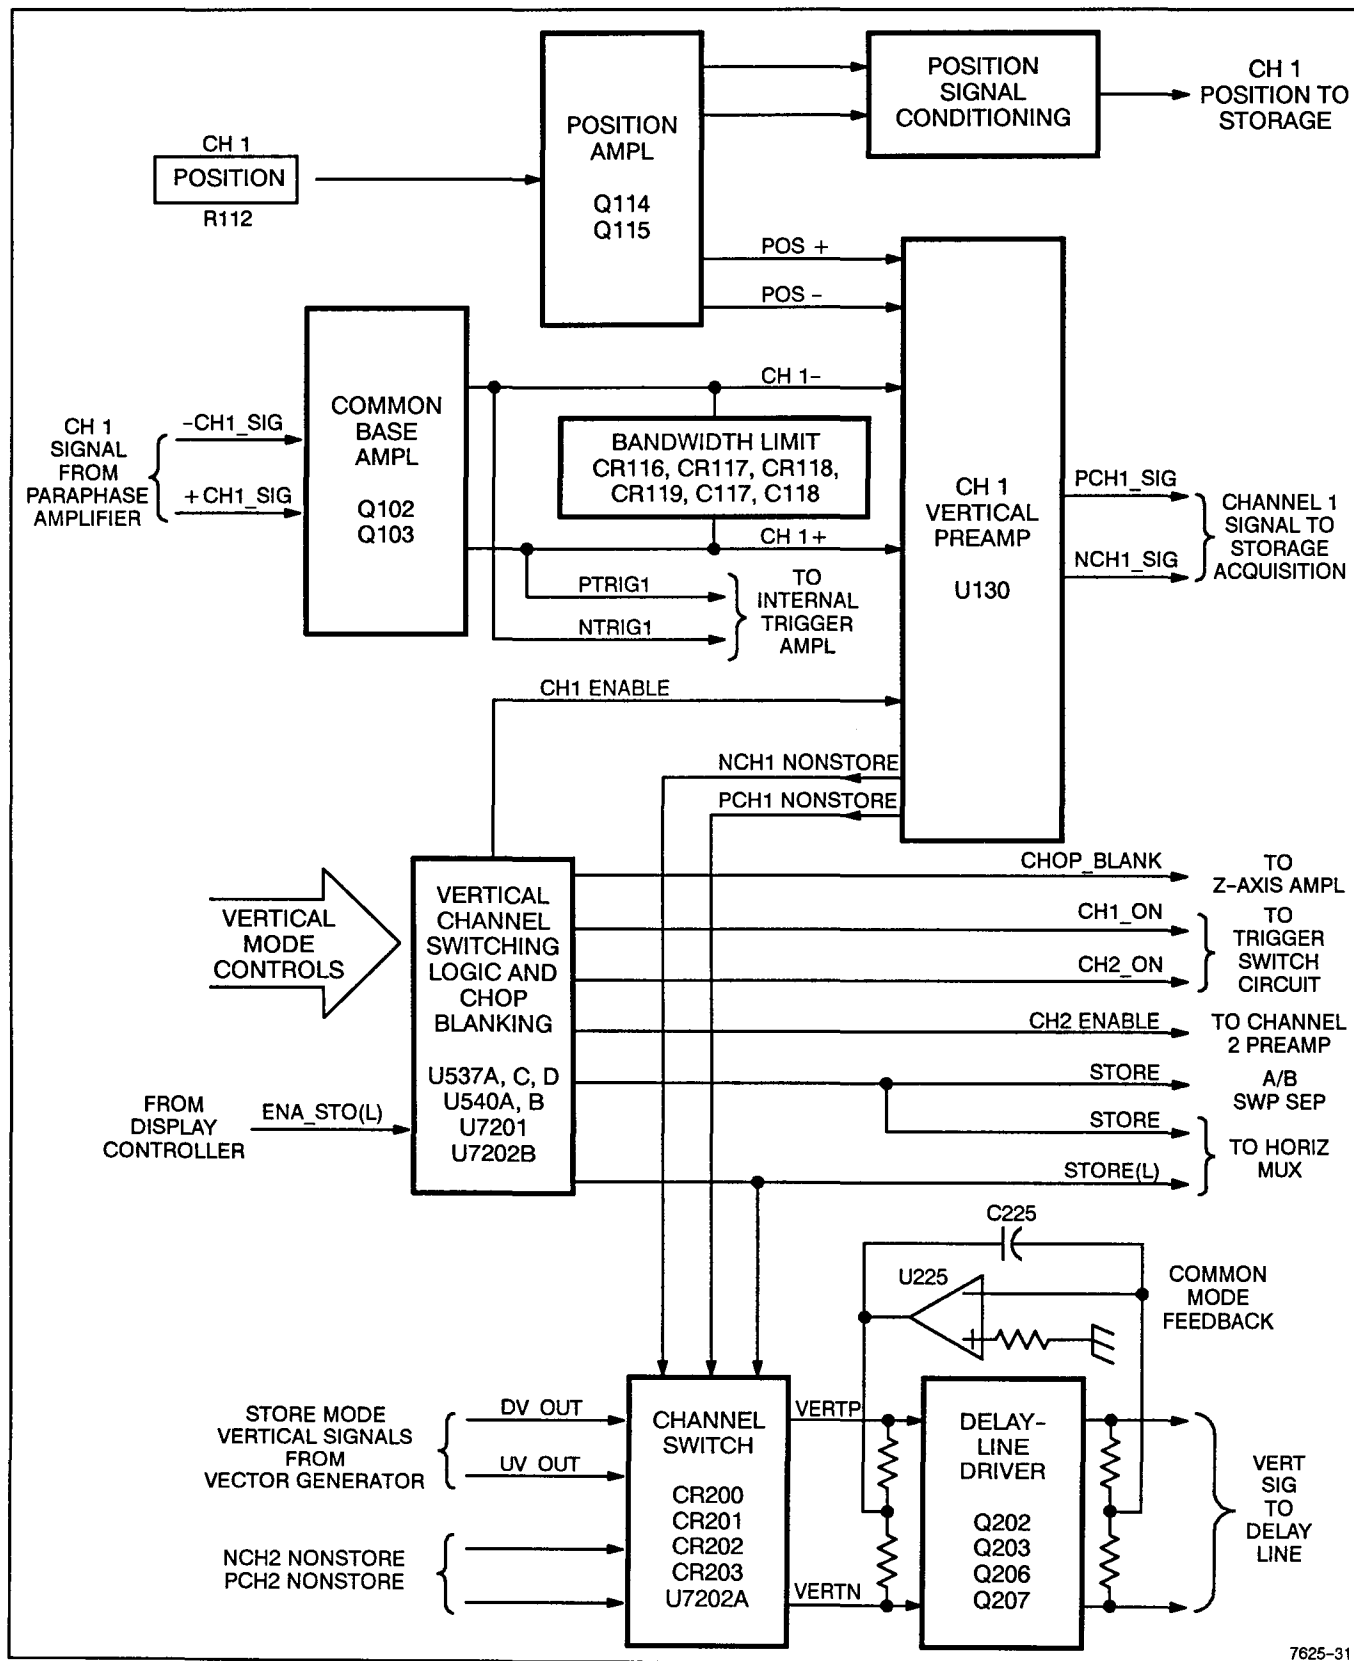 POSITION
AMPL
Q114
Q115
POSITION
SIGNAL
CONDITIONING
CH 1
POSITION TO
STORAGE
CH 1
POSITION
R112
POS +
POS -
CH 1
SIGNAL
FROM
PARAPHASE
AMPLIFIER
-CH1_SIG
+CH1_SIG
COMMON
BASE
AMPL
Q102
Q103
CH 1-
BANDWIDTH LIMIT
CR116, CR117, CR118,
CR119, C117, C118
CH 1+
PTRIG1
NTRIG1
TO
INTERNAL
TRIGGER
AMPL
CH 1
VERTICAL
PREAMP
U130
PCH1_SIG
NCH1_SIG
CHANNEL 1
SIGNAL TO
STORAGE
ACQUISITION
CH1 ENABLE
NCH1 NONSTORE
PCH1 NONSTORE
VERTICAL
MODE
CONTROLS
FROM
DISPLAY
CONTROLLER
ENA_STO(L)
VERTICAL
CHANNEL
SWITCHING
LOGIC AND
CHOP
BLANKING
U537A, C, D
U540A, B
U7201
U7202B
CHOP_BLANK
TO
Z-AXIS AMPL
CH1_ON
CH2_ON
TO
TRIGGER
SWITCH
CIRCUIT
CH2 ENABLE
TO CHANNEL
2 PREAMP
STORE
A/B
SWP SEP
STORE
STORE(L)
TO HORIZ
MUX
C225
U225
COMMON
MODE
FEEDBACK
STORE MODE
VERTICAL SIGNALS
FROM
VECTOR GENERATOR
DV OUT
UV OUT
NCH2 NONSTORE
PCH2 NONSTORE
CHANNEL
SWITCH
CR200
CR201
CR202
CR203
U7202A
VERTP
VERTN
DELAY-
LINE
DRIVER
Q202
Q203
Q206
Q207
VERT
SIG
TO
DELAY
LINE
7625-31